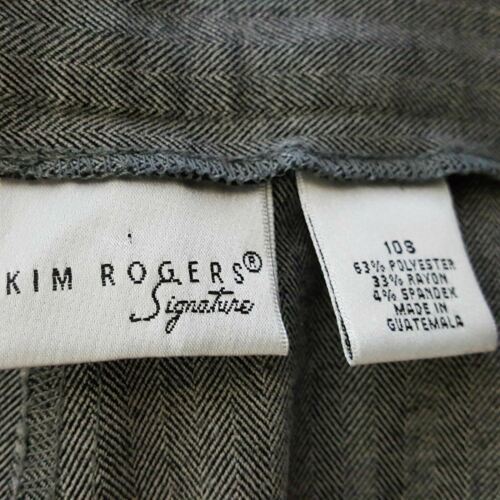 KIM ROGERS®
Signature
10S
63% POLYESTER
33% RAYON
4% SPANDEX
MADE IN
GUATEMALA